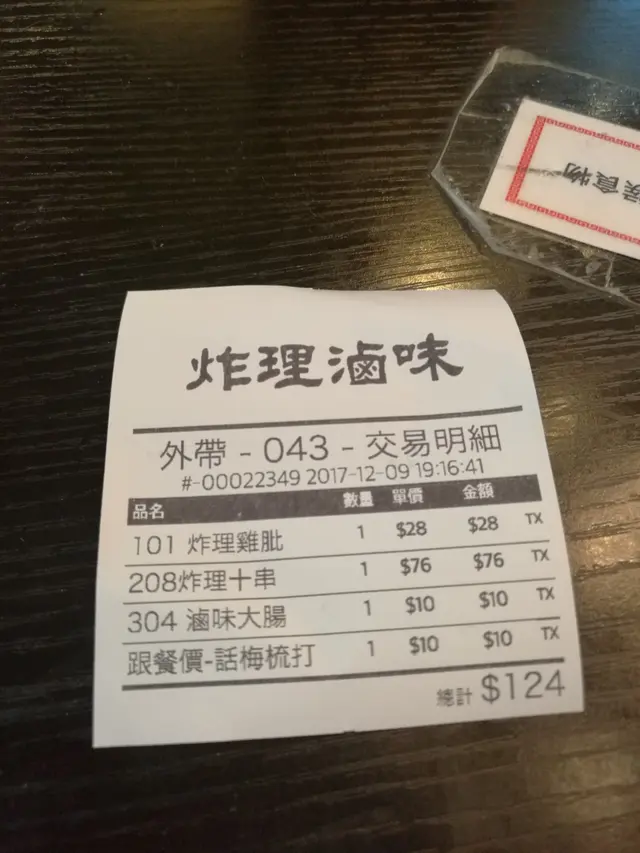 食物
炸理滷味
外帶 - 043 - 交易明細
#-00022349 2017-12-09 19:16:41
品名 數量 單價 金額
101 炸理雞肶 1 $28 $28 TX
208炸理十串 1 $76 $76 TX
304 滷味大腸 1 $10 $10 TX
跟餐價-話梅梳打 1 $10 $10 TX
總計 $124